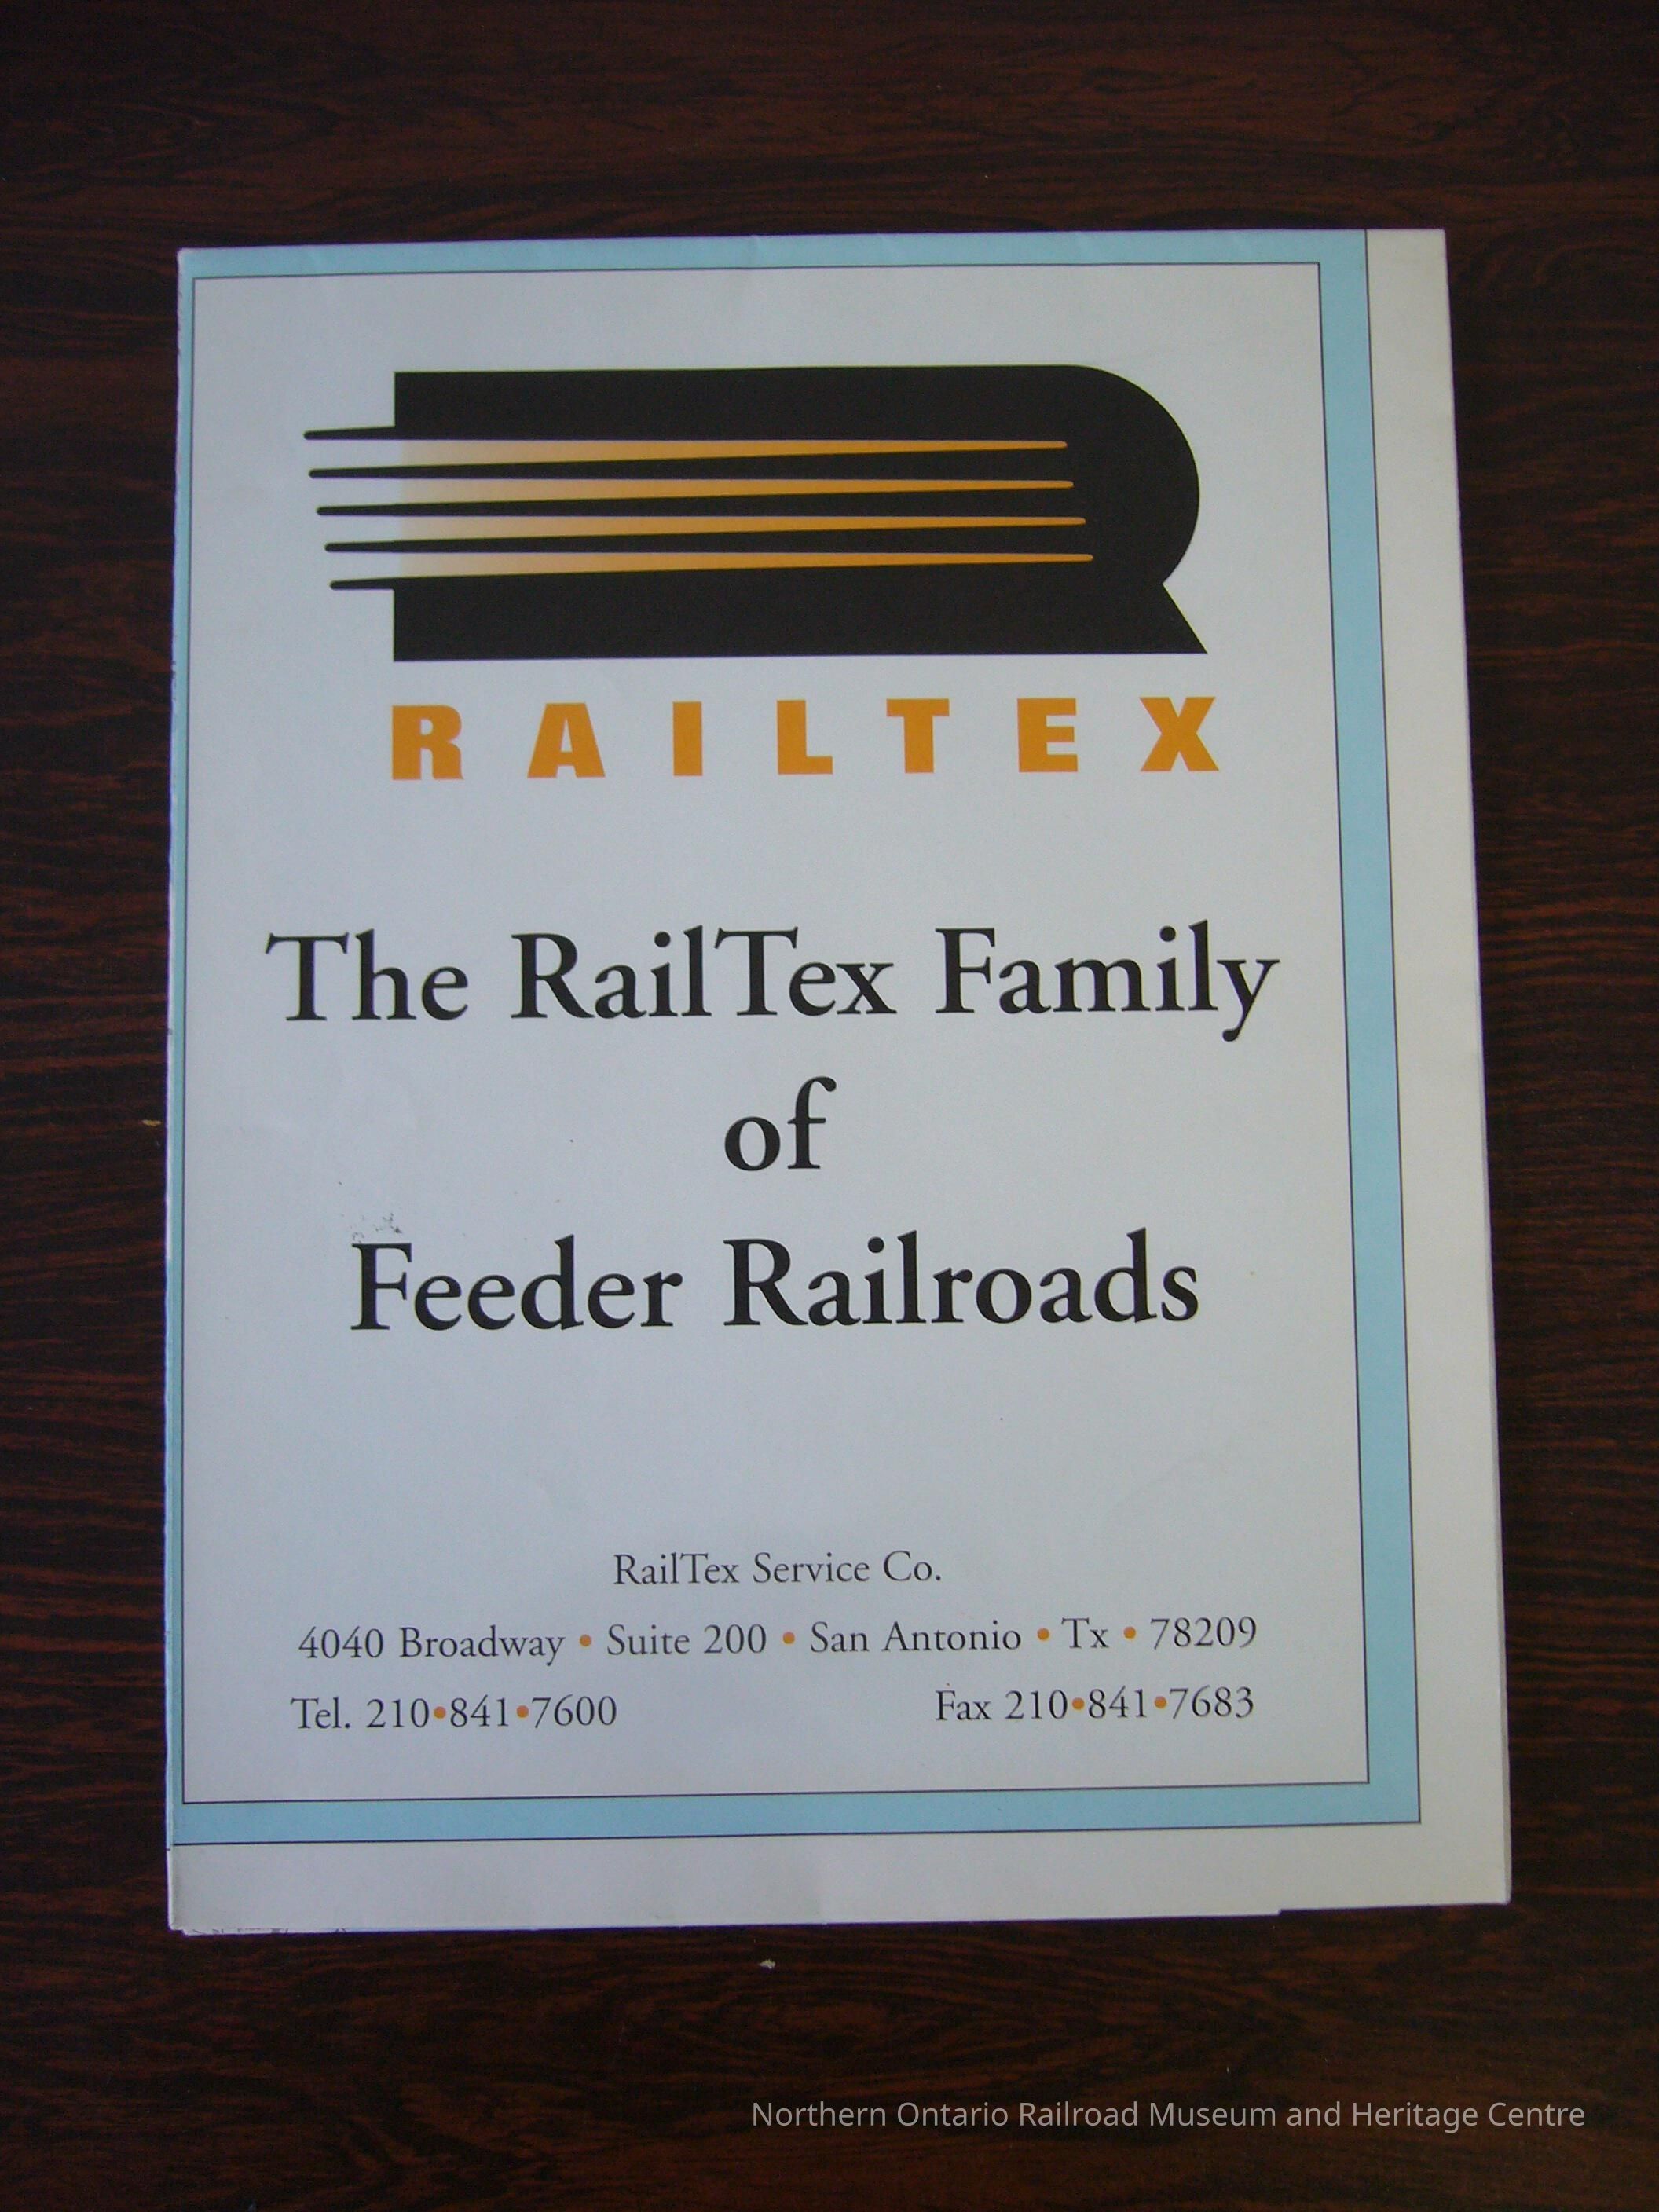 RAILTEX
The RailTex Family
of
Feeder Railroads
RailTex Service Co.
4040 Broadway • Suite 200 • San Antonio • Tx • 78209
Tel. 210•841•7600 Fax 210•841•7683
Northern Ontario Railroad Museum and Heritage Centre